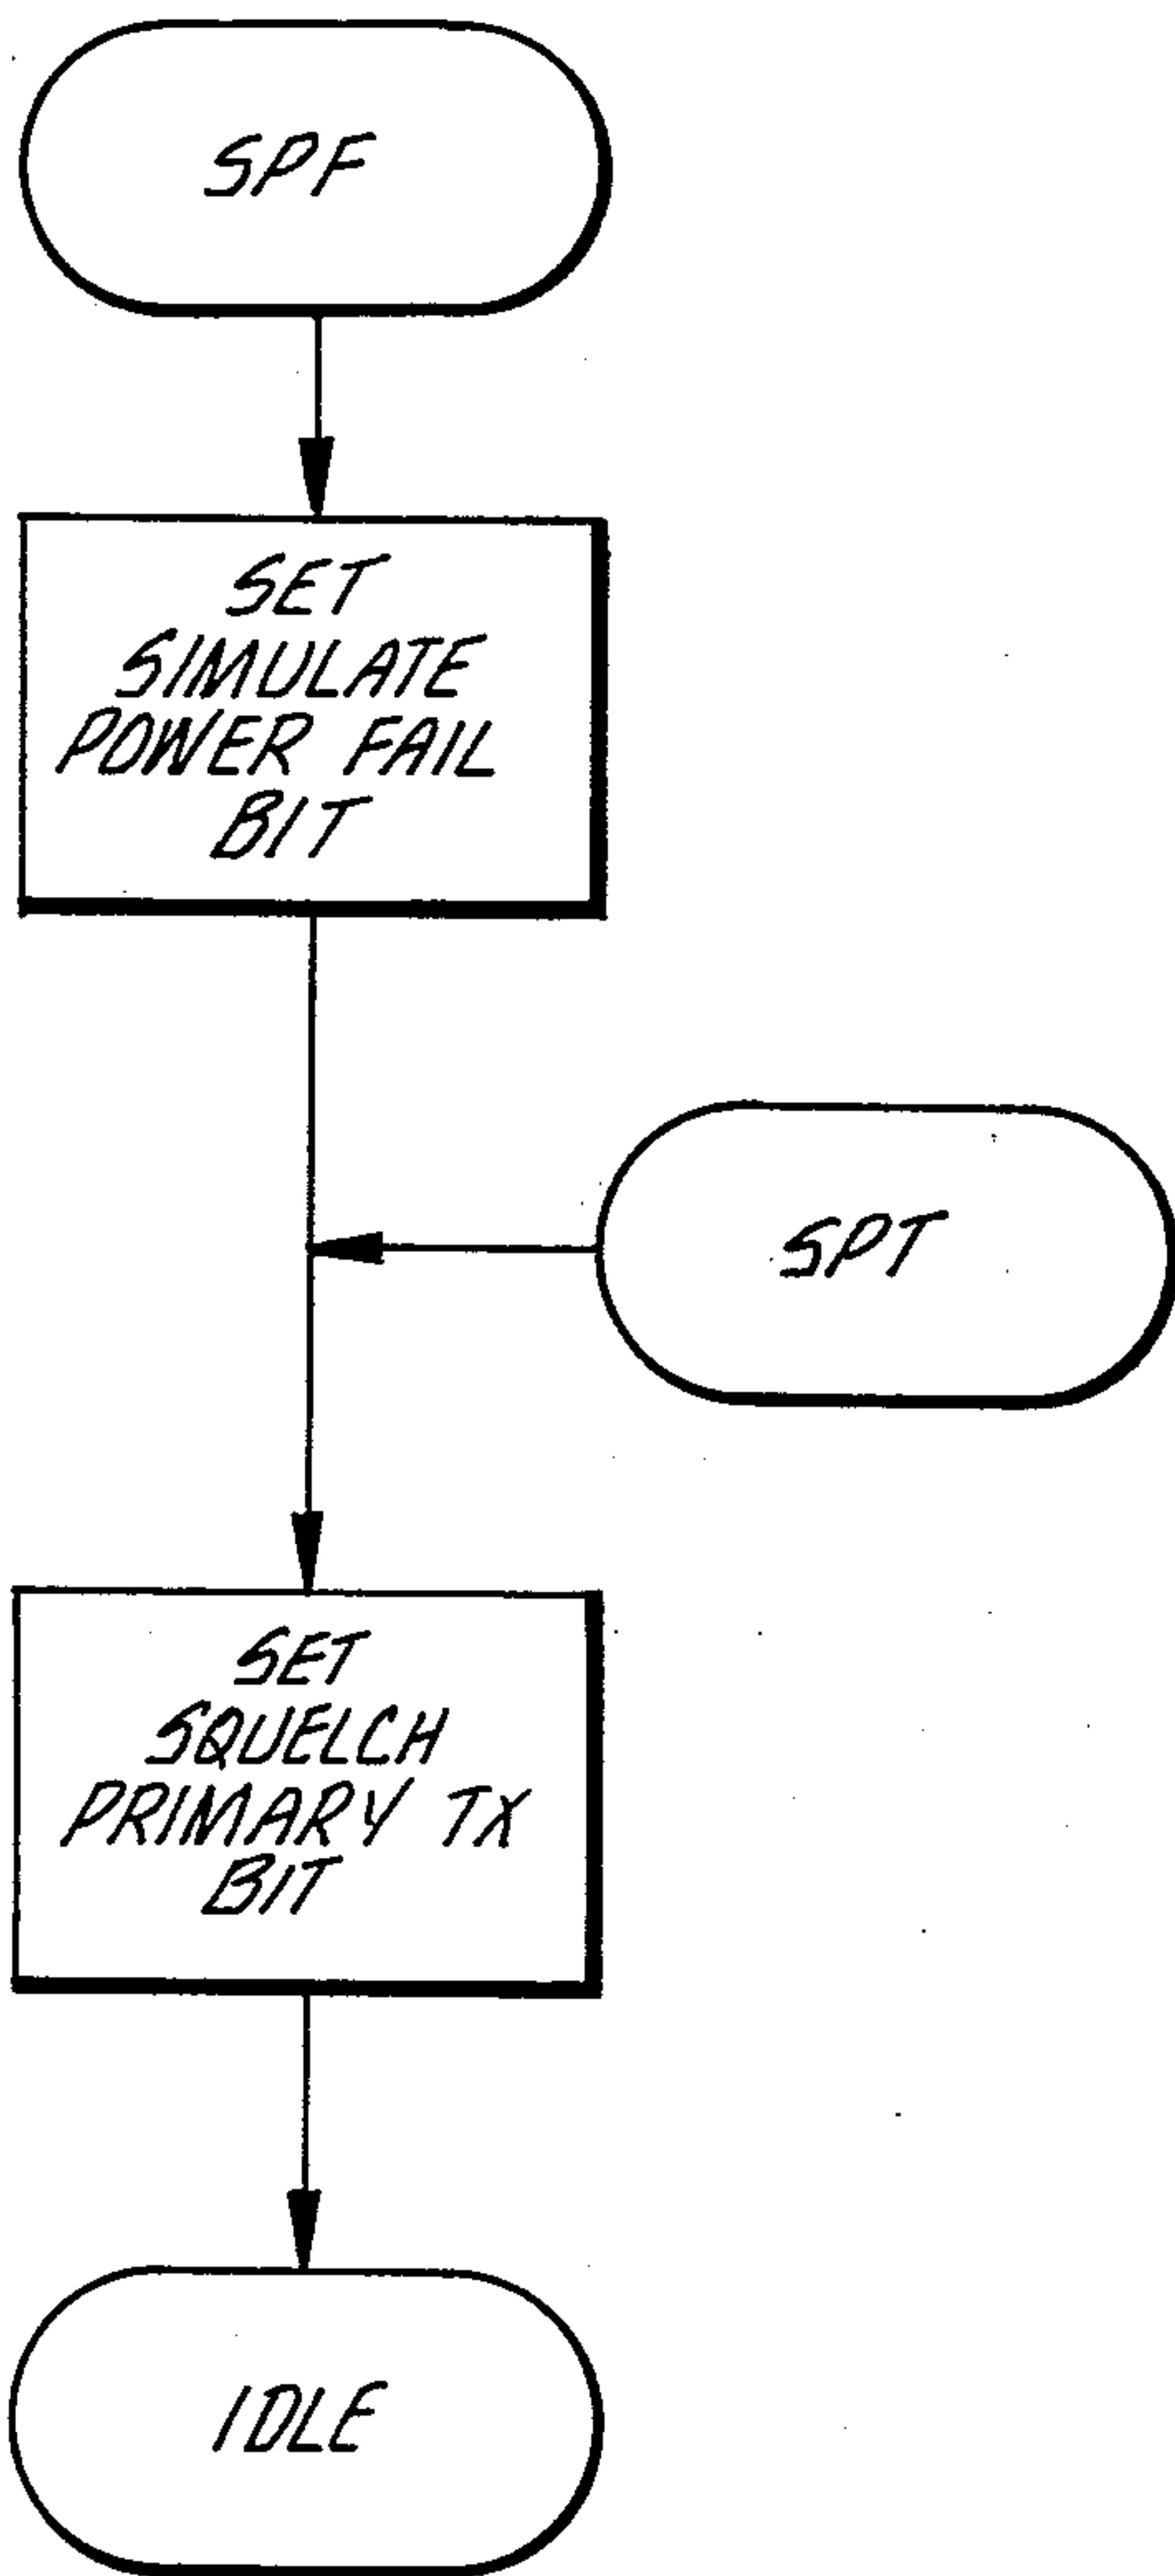 SPF
SET
SIMULATE
POWER FAIL
BIT
SPT
SET
SQUELCH
PRIMARY TX
BIT
IDLE